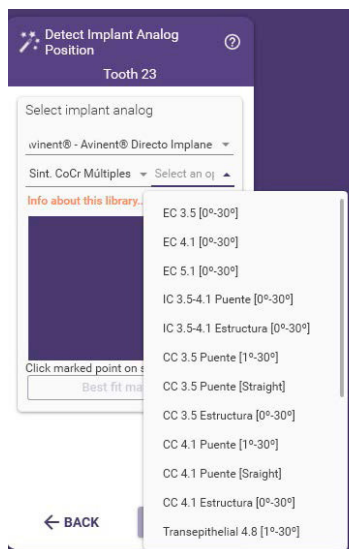 Detect Implant Analog
Position
Tooth 23
Select implant analog
vinent® - Avinent® Directo Implane
Sint. CoCr Múltiples
Select an o
Info about this library..
EC 3.5 [0º-30º]
EC 4.1 [0º-30º]
EC 5.1 [0º-30º]
IC 3.5-4.1 Puente [0º-30º]
IC 3.5-4.1 Estructura [0º-30º]
CC 3.5 Puente [1º-30º]
CC 3.5 Puente [Straight]
CC 3.5 Estructura [0º-30º]
CC 4.1 Puente [1º-30º]
CC 4.1 Puente [Sraight]
CC 4.1 Estructura [0º-30º]
Transepithelial 4.8 [1º-30º]
Click marked point on s
Best fit ma
BACK